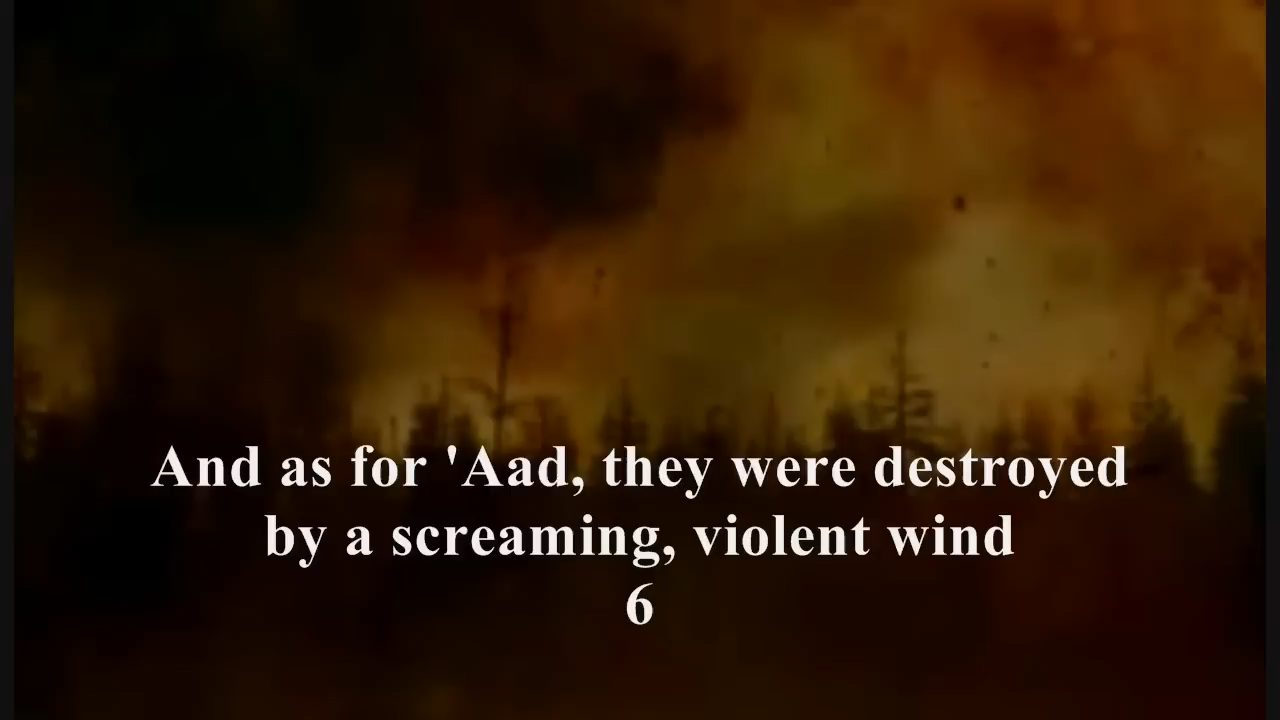 And as for 'Aad, they were destroyed
by a screaming, violent wind
6